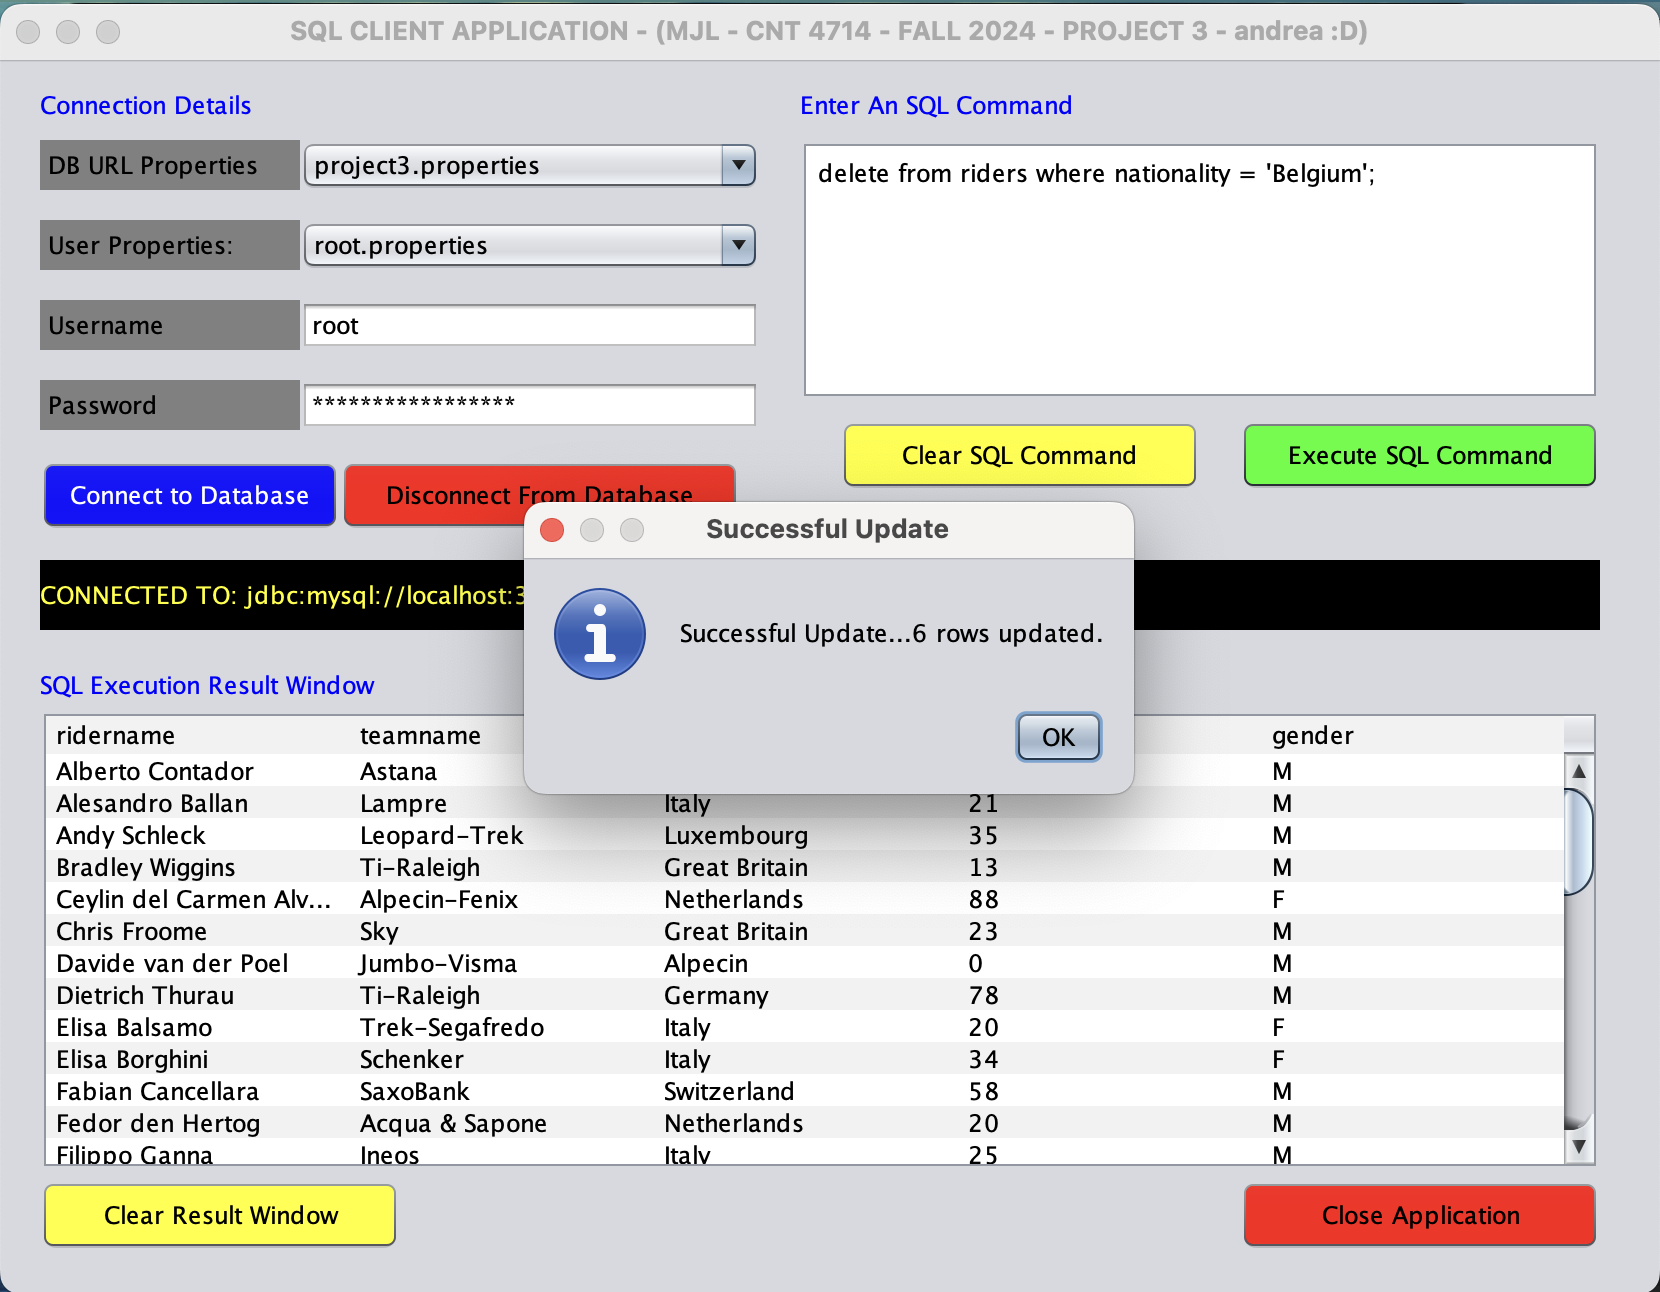 SQL CLIENT APPLICATION - (MJL - CNT 4714 - FALL 2024 - PROJECT 3 - andrea :D)
Connection Details
Enter An SQL Command
DB URL Properties project3.properties
delete from riders where nationality = 'Belgium';
User Properties: root.properties
Username root
Password ****************
Clear SQL Command Execute SQL Command
Connect to Database Disconnect From Database
Successful Update
CONNECTED TO: jdbc:mysql://localhost:3
Successful Update...6 rows updated.
OK
SQL Execution Result Window
ridername teamname gender
Alberto Contador Astana M
Alesandro Ballan Lampre Italy 21 M
Andy Schleck Leopard-Trek Luxembourg 35 M
Bradley Wiggins Ti-Raleigh Great Britain 13 M
Ceylin del Carmen Alv... Alpecin-Fenix Netherlands 88 F
Chris Froome Sky Great Britain 23 M
Davide van der Poel Jumbo-Visma Alpecin 0 M
Dietrich Thurau Ti-Raleigh Germany 78 M
Elisa Balsamo Trek-Segafredo Italy 20 F
Elisa Borghini Schenker Italy 34 F
Fabian Cancellara SaxoBank Switzerland 58 M
Fedor den Hertog Acqua & Sapone Netherlands 20 M
Filippo Ganna Ineos Italy 25 M
Clear Result Window Close Application